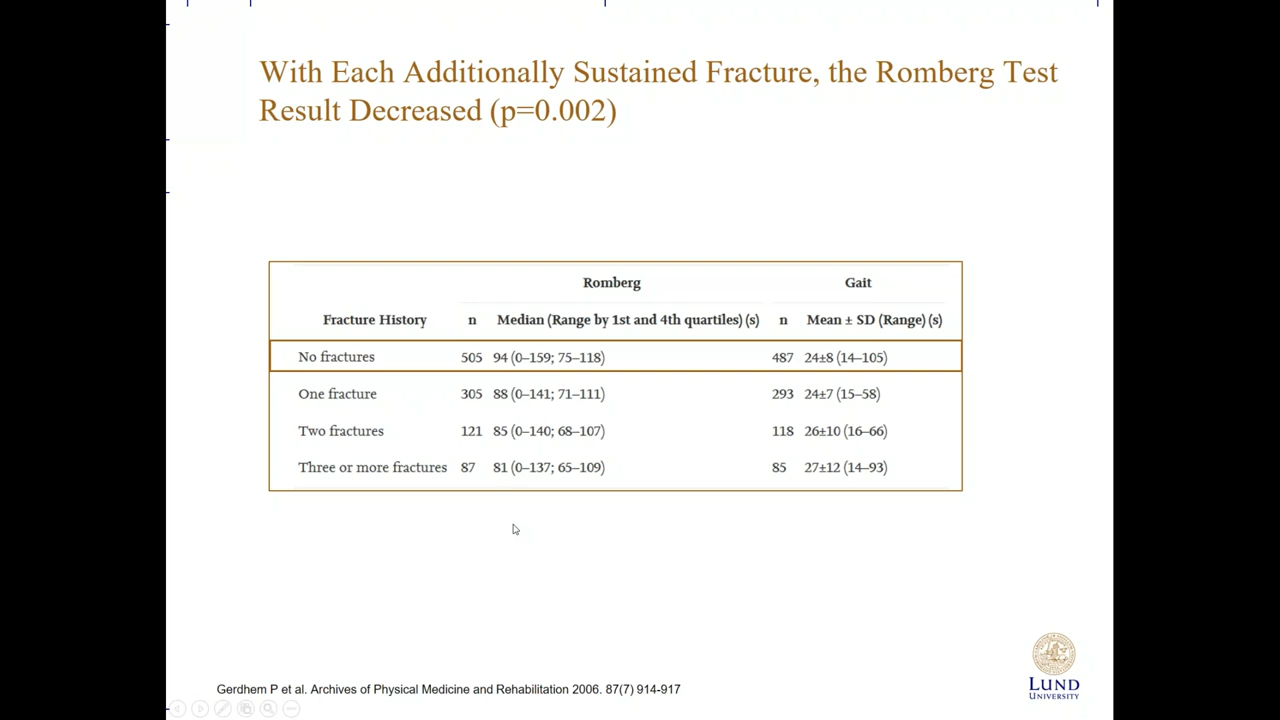 With Each Additionally Sustained Fracture, the Romberg Test
Result Decreased (p=0.002)
Romberg Gait
Fracture History n Median (Range by 1st and 4th quartiles) (s) n Mean ± SD (Range) (s)
No fractures 505 94 (0–159; 75–118) 487 24±8 (14–105)
One fracture 305 88 (0–141; 71–111) 293 24±7 (15–58)
Two fractures 121 85 (0–140; 68–107) 118 26±10 (16–66)
Three or more fractures 87 81 (0–137; 65–109) 85 27±12 (14–93)
Gerdhem P et al. Archives of Physical Medicine and Rehabilitation 2006. 87(7) 914-917
LUND
UNIVERSITY